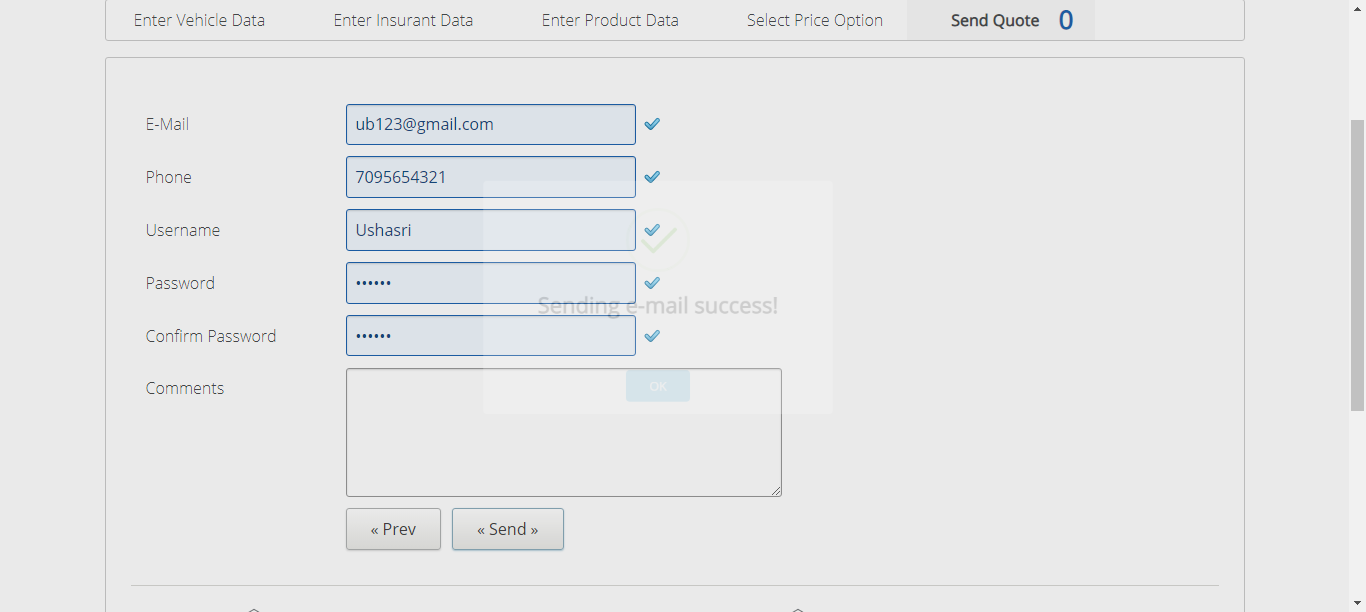 Enter Vehicle Data Enter Insurant Data Enter Product Data Select Price Option Send Quote 0
E-Mail ub123@gmail.com
Phone 7095654321
Username Ushasri
Password ••••••
Sending e-mail success!
Confirm Password ••••••
Comments
OK
« Prev « Send »